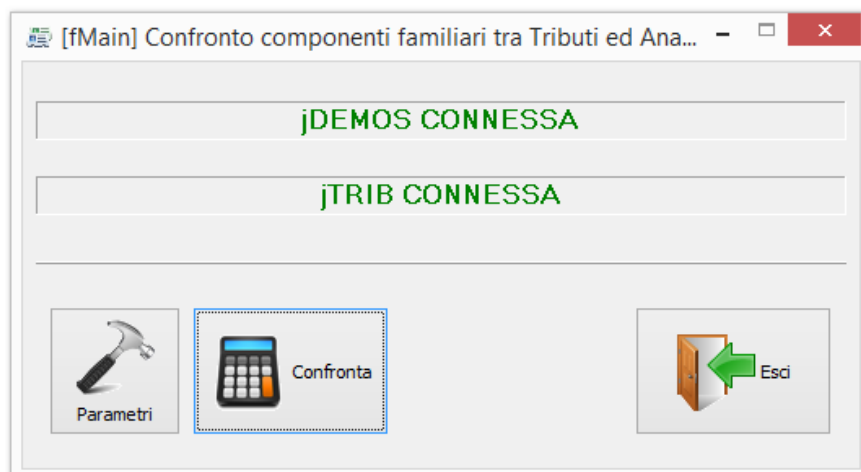 [fMain] Confronto componenti familiari tra Tributi ed Ana...
jDEMOS CONNESSA
jTRIB CONNESSA
Parametri
Confronta
Esci